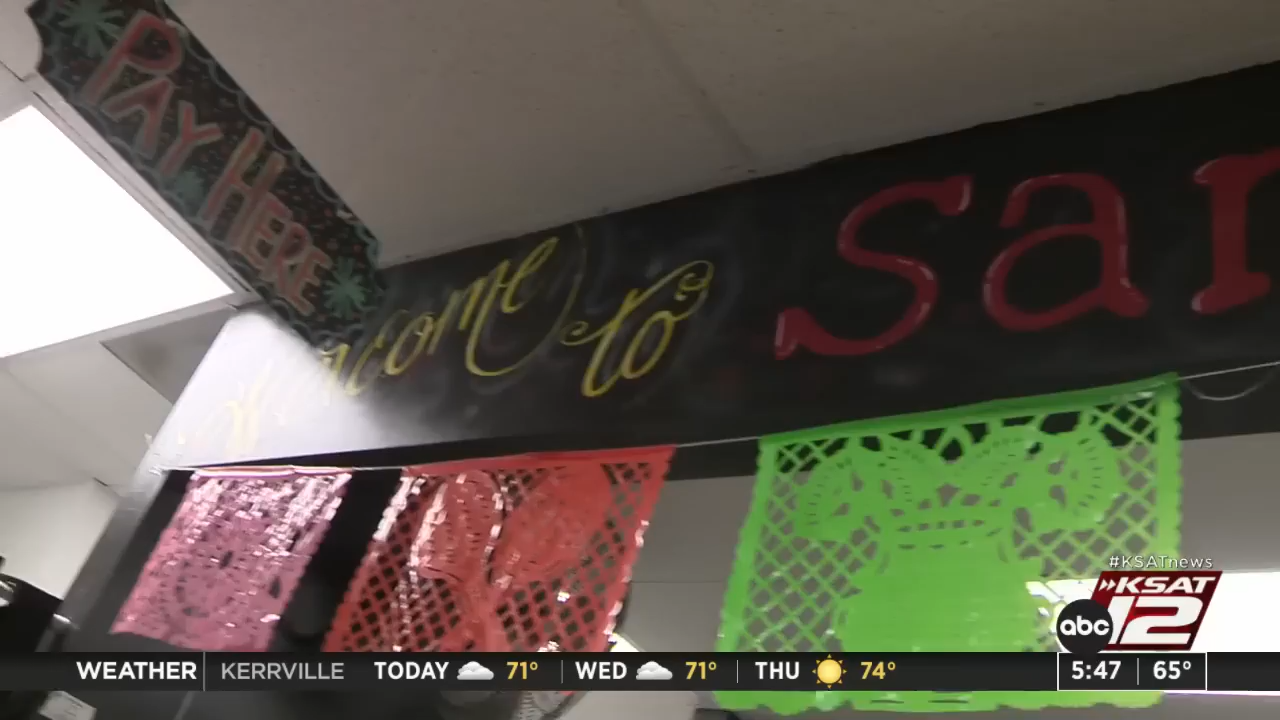 PAY HERE
Welcome to
#KSATnews
KSAT
12
abc
WEATHER KERRVILLE TODAY 71° WED 71° THU 74° 5:47 65°